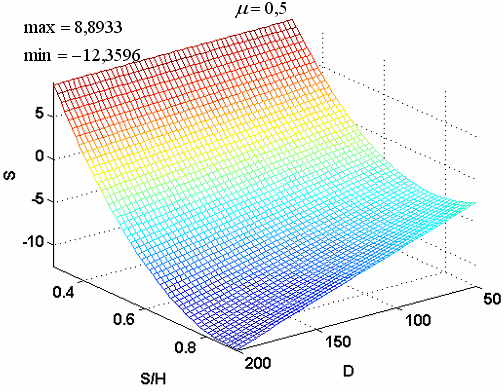 μ = 0,5
max = 8,8933
min = −12,3596
5
0
-5
-10
S
0.4
0.6
0.8
S/H
200
150
100
50
D